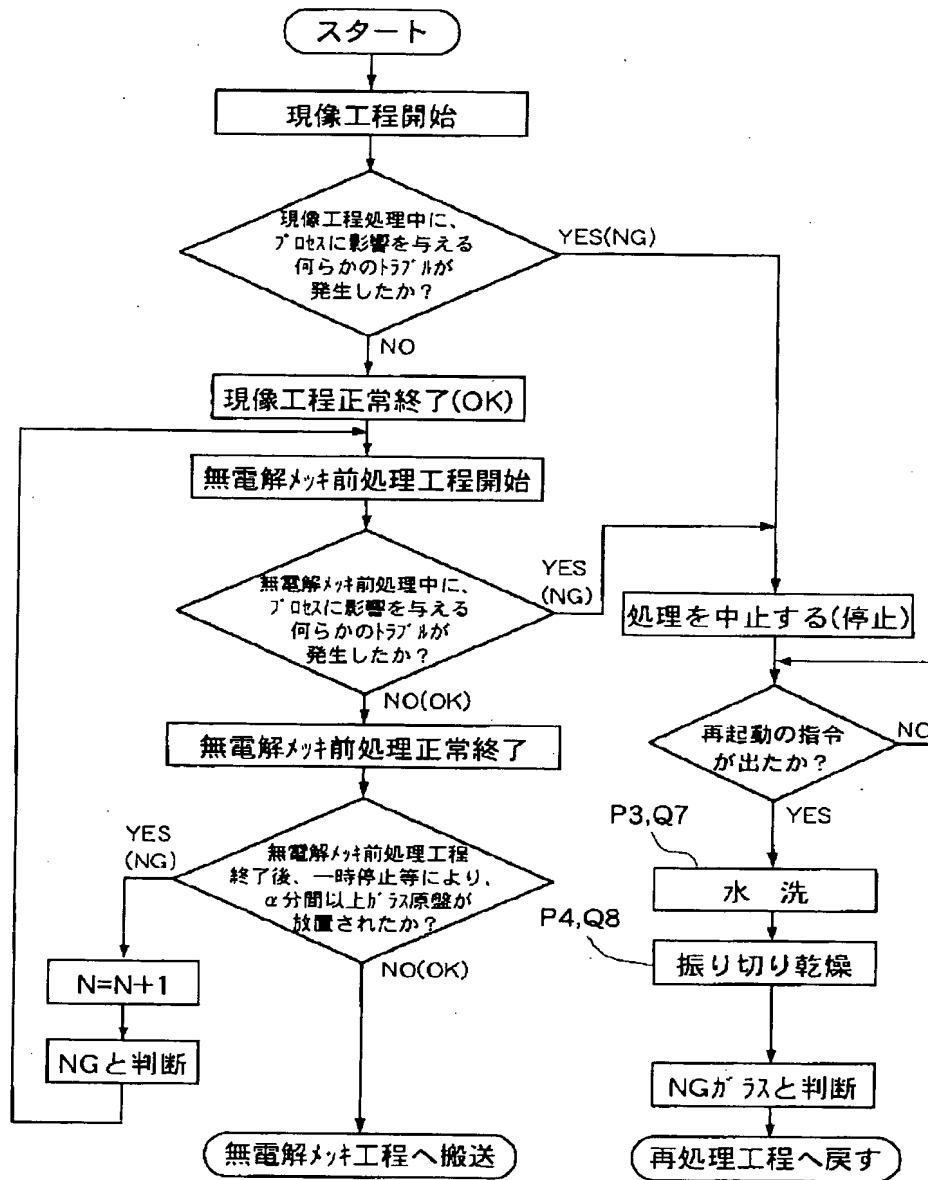 スタート
現像工程開始
現像工程処理中に、
プロセスに影響を与える
何らかのトラブルが
発生したか？
YES(NG)
NO
現像工程正常終了(OK)
無電解メッキ前処理工程開始
無電解メッキ前処理中に、
プロセスに影響を与える
何らかのトラブルが
発生したか？
YES
(NG)
NO(OK)
無電解メッキ前処理正常終了
無電解メッキ前処理工程
終了後、一時停止等により、
α分間以上ガラス原盤が
放置されたか？
YES
(NG)
NO(OK)
N=N+1
NGと判断
無電解メッキ工程へ搬送
処理を中止する(停止)
再起動の指令
が出たか？
NO
YES
P3,Q7
水 洗
P4,Q8
振り切り乾燥
NGガラスと判断
再処理工程へ戻す